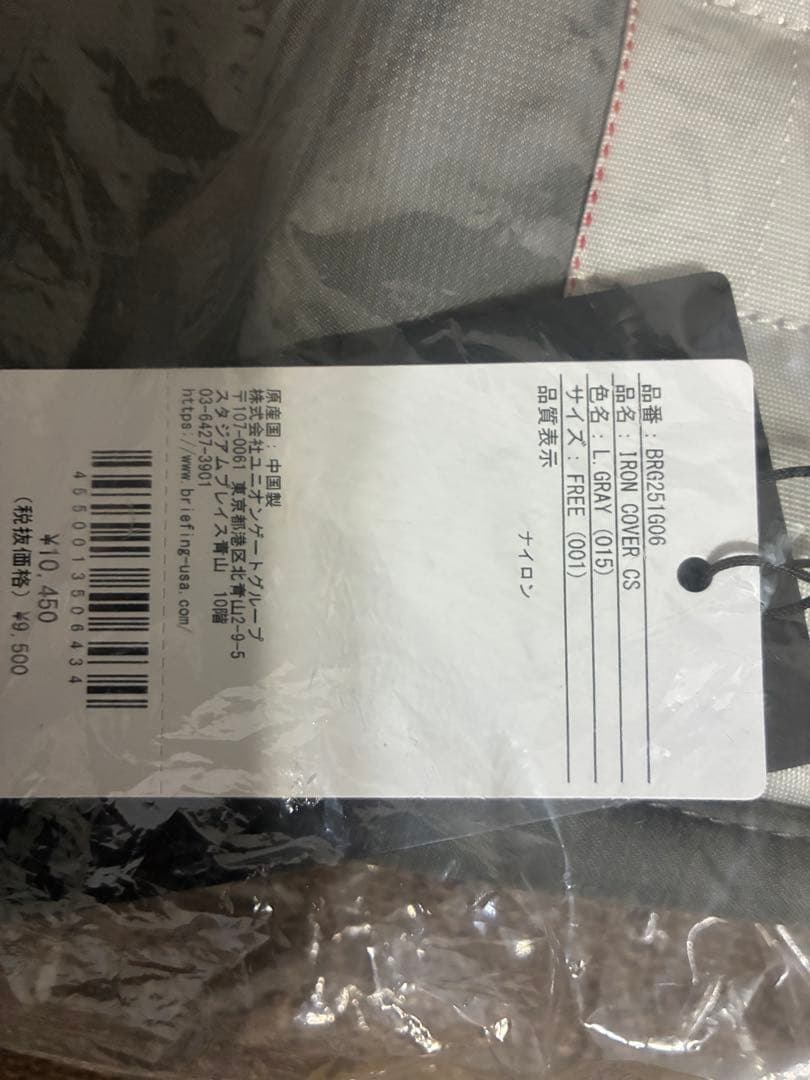 品番: BRG251G06
品名: IRON COVER CS
色名: L.GRAY (015)
サイズ: FREE (001)
品質表示
ナイロン
原産国: 中国製
株式会社ユニオンゲートグループ
〒107-0061 東京都港区北青山2-9-5
スタジアムプレイス青山 10階
03-6427-3901
https://www.briefing-usa.com/
4550013506434
¥10,450
(税抜価格) ¥9,500